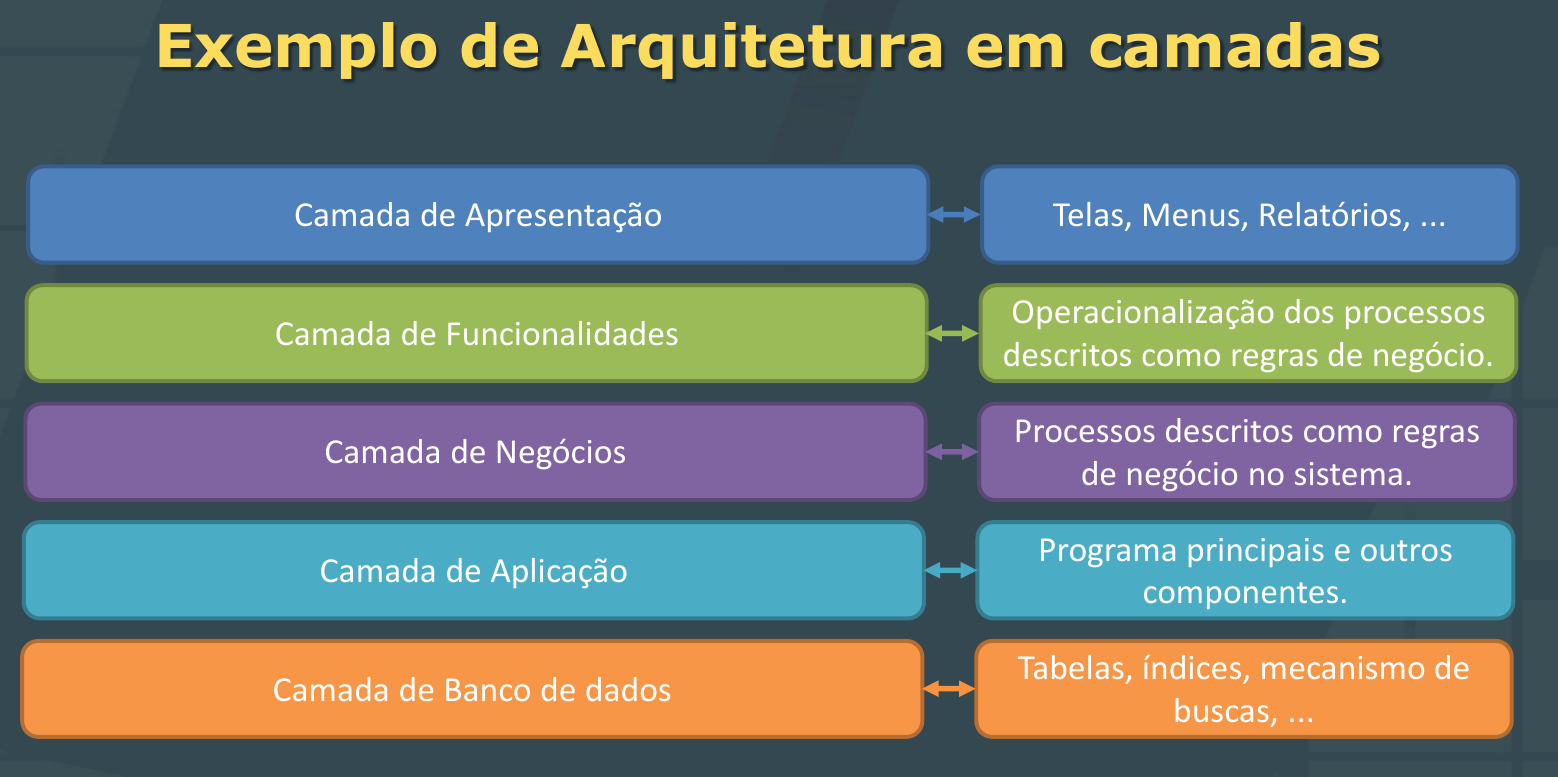 Exemplo de Arquitetura em camadas
Camada de Apresentação
Telas, Menus, Relatórios, ...
Camada de Funcionalidades
Operacionalização dos processos
descritos como regras de negócio.
Camada de Negócios
Processos descritos como regras
de negócio no sistema.
Camada de Aplicação
Programa principais e outros
componentes.
Camada de Banco de dados
Tabelas, índices, mecanismo de
buscas, ...